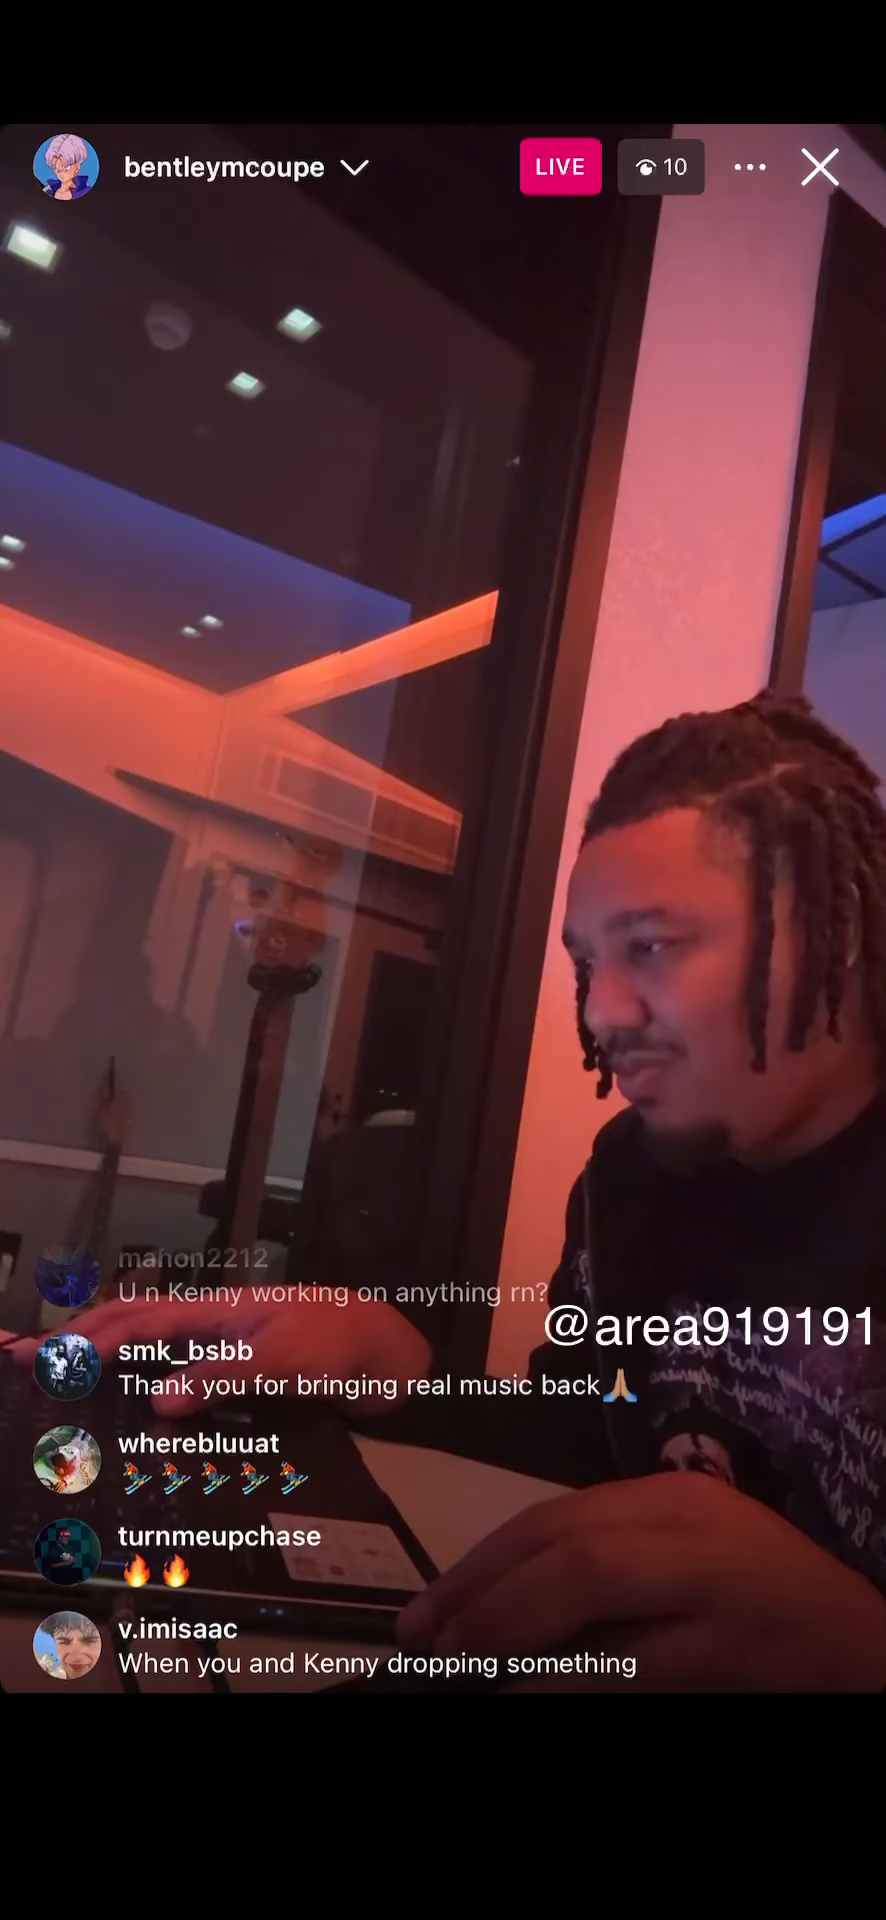 bentleymcoupe
LIVE
10
mahon2212
U n Kenny working on anything rn?
@area919191
smk_bsbb
Thank you for bringing real music back🙏🏼
wherebluuat
⛷️⛷️⛷️⛷️⛷️
turnmeupchase
🔥🔥
v.imisaac
When you and Kenny dropping something